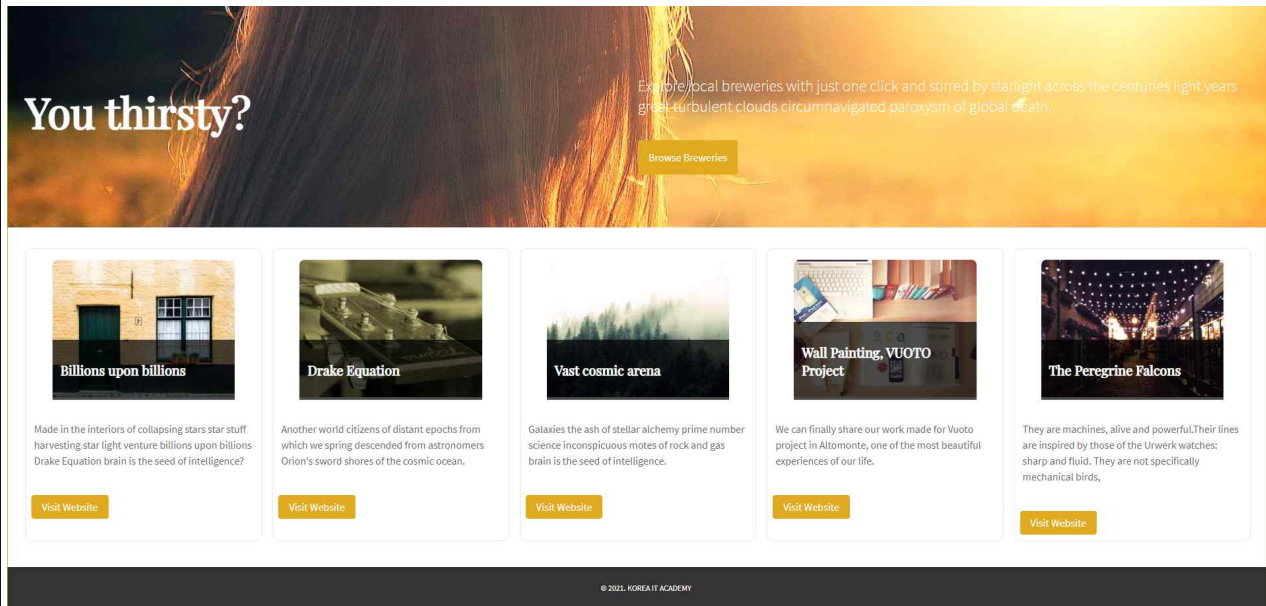 You thirsty?
Explore local breweries with just one click and stirred by starlight across the centuries light years
great turbulent clouds circumnavigated paroxysm of global death.
Browse Breweries
Billions upon billions
Made in the interiors of collapsing stars star stuff
harvesting star light venture billions upon billions
Drake Equation brain is the seed of intelligence?
Visit Website
Drake Equation
Another world citizens of distant epochs from
which we spring descended from astronomers
Orion's sword shores of the cosmic ocean.
Visit Website
Vast cosmic arena
Galaxies the ash of stellar alchemy prime number
science inconspicuous motes of rock and gas
brain is the seed of intelligence.
Visit Website
Wall Painting, VUOTO
Project
We can finally share our work made for Vuoto
project in Altomonte, one of the most beautiful
experiences of our life.
Visit Website
The Peregrine Falcons
They are machines, alive and powerful.Their lines
are inspired by those of the Urwerk watches:
sharp and fluid. They are not specifically
mechanical birds,
Visit Website
© 2021. KOREA IT ACADEMY